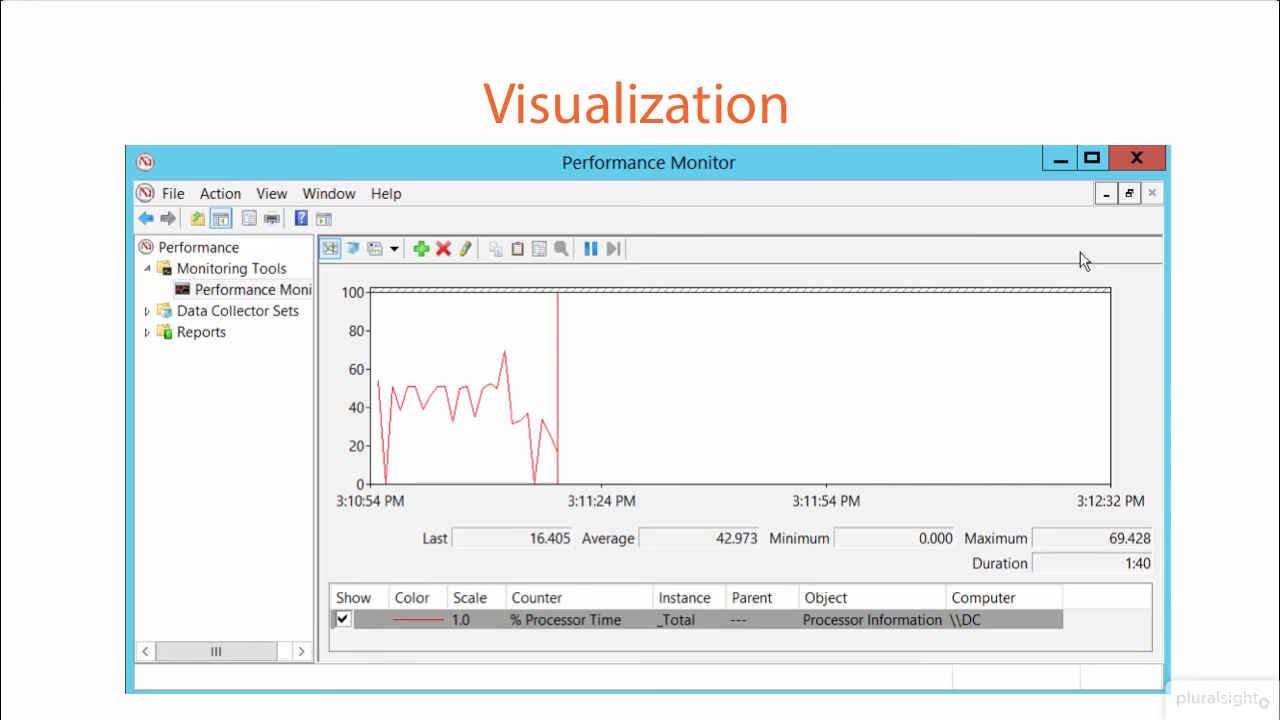 Visualization
Performance Monitor
File Action View Help
Performance
Monitoring Tools
Performance Moni
Data Collector Sets
Reports
100
80
60
40
20
0
3:10:54 PM 3:11:24 PM 3:11:54 PM 3:12:32 PM
Last 16.405 Average 42.973 Minimum 0.000 Maximum 69.428
Duration 1:40
Show Color Scale Counter Instance Parent Object Computer
1.0 % Processor Time _Total --- Processor Information \\DC
pluralsight